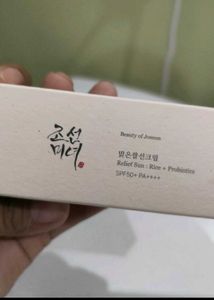 조선
미녀
Beauty of Joseon
맑은쌀선크림
Relief Sun : Rice + Probiotics
SPF50+ PA++++